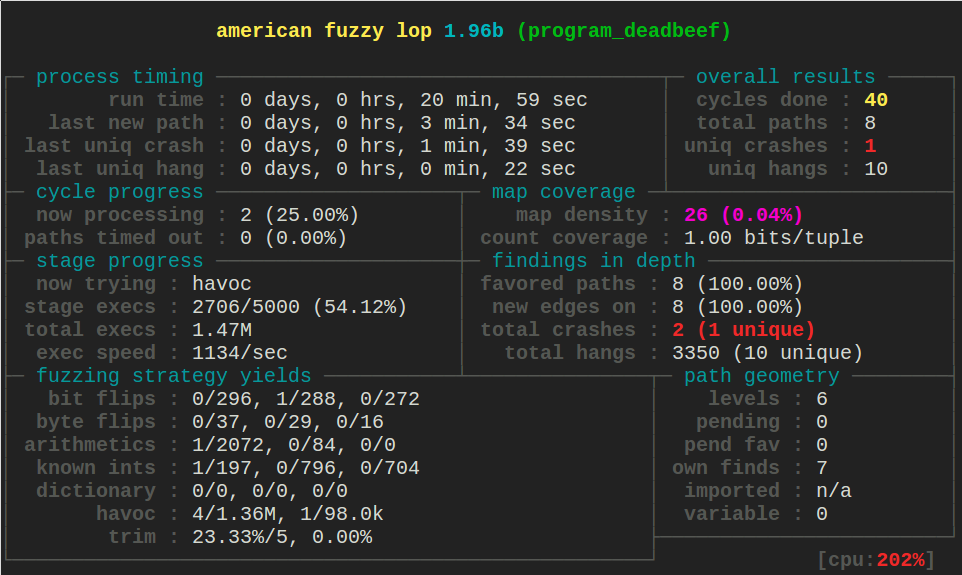 american fuzzy lop 1.96b (program_deadbeef)
process timing overall results
run time : 0 days, 0 hrs, 20 min, 59 sec cycles done : 40
last new path : 0 days, 0 hrs, 3 min, 34 sec total paths : 8
last uniq crash : 0 days, 0 hrs, 1 min, 39 sec uniq crashes : 1
last uniq hang : 0 days, 0 hrs, 0 min, 22 sec uniq hangs : 10
cycle progress map coverage
now processing : 2 (25.00%) map density : 26 (0.04%)
paths timed out : 0 (0.00%) count coverage : 1.00 bits/tuple
stage progress findings in depth
now trying : havoc favored paths : 8 (100.00%)
stage execs : 2706/5000 (54.12%) new edges on : 8 (100.00%)
total execs : 1.47M total crashes : 2 (1 unique)
exec speed : 1134/sec total hangs : 3350 (10 unique)
fuzzing strategy yields path geometry
bit flips : 0/296, 1/288, 0/272 levels : 6
byte flips : 0/37, 0/29, 0/16 pending : 0
arithmetics : 1/2072, 0/84, 0/0 pend fav : 0
known ints : 1/197, 0/796, 0/704 own finds : 7
dictionary : 0/0, 0/0, 0/0 imported : n/a
havoc : 4/1.36M, 1/98.0k variable : 0
trim : 23.33%/5, 0.00%
[cpu:202%]